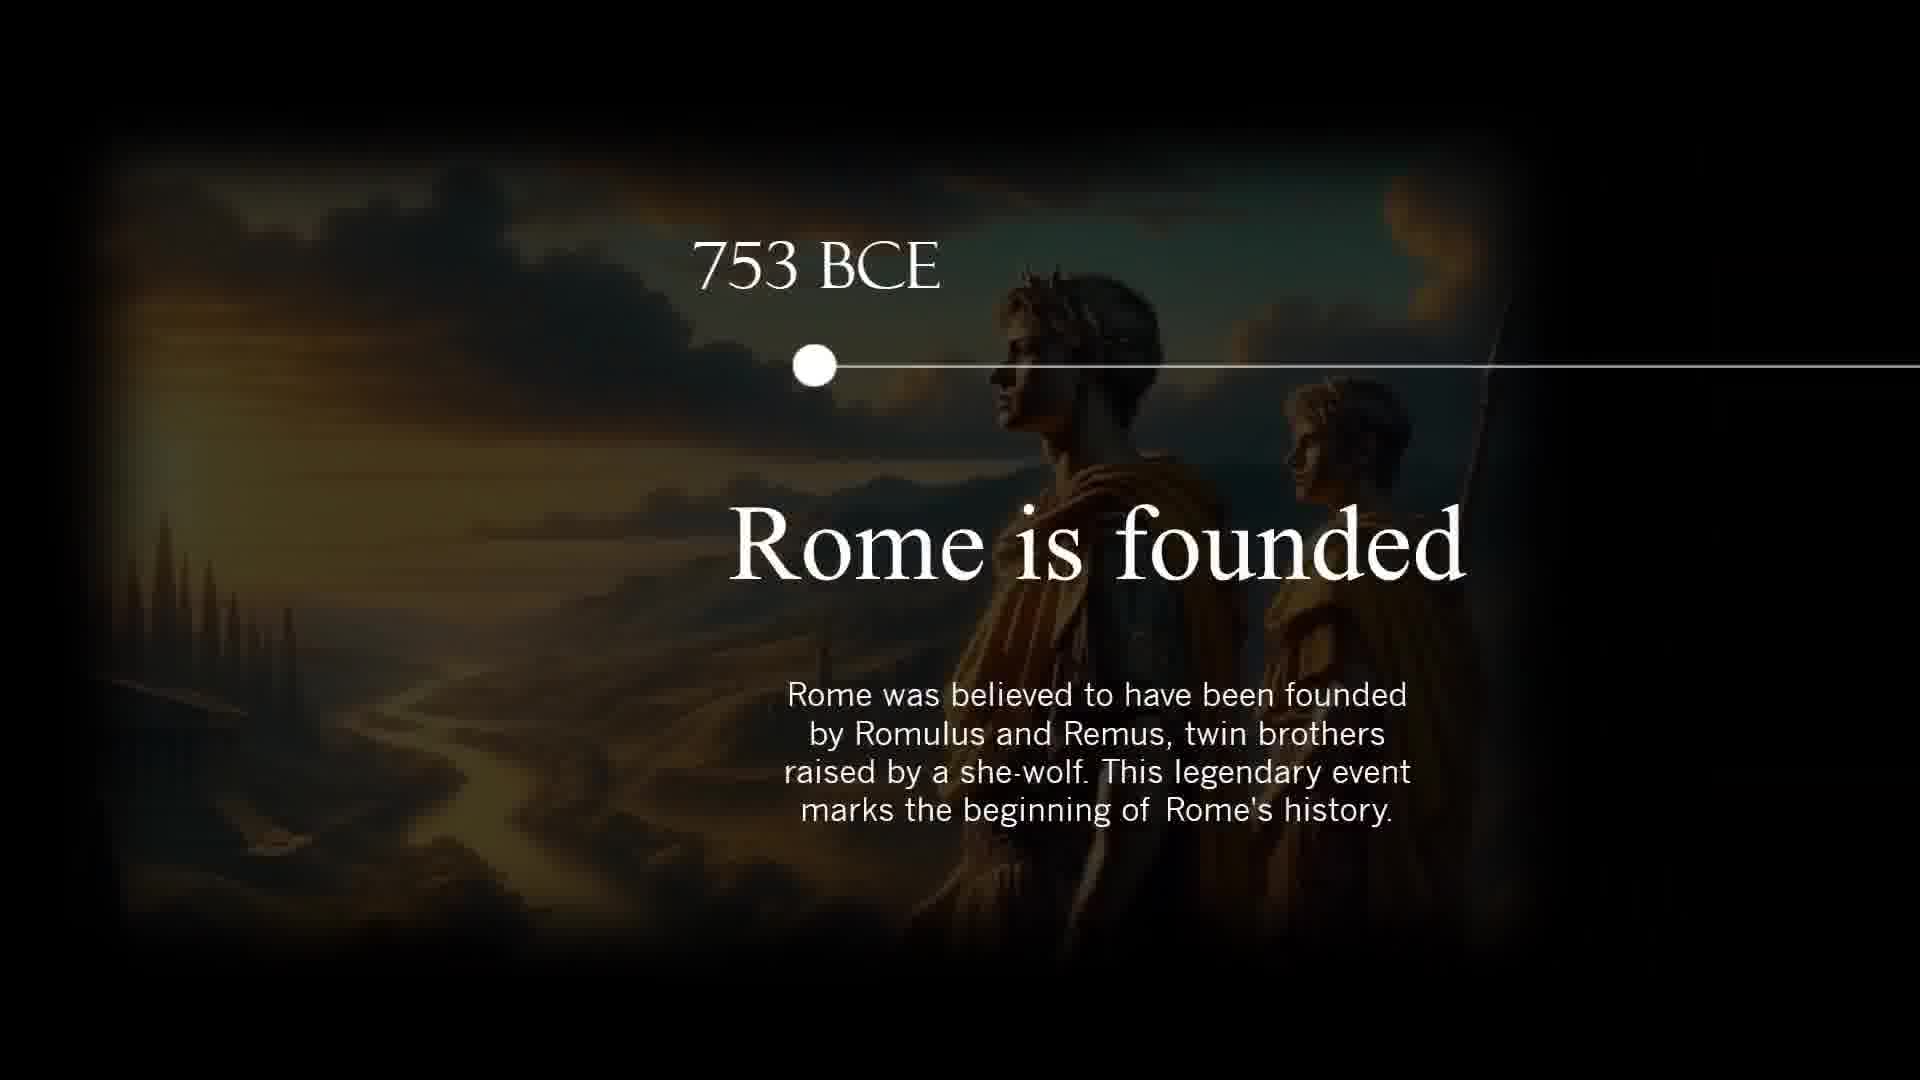 753 BCE
Rome is founded
Rome was believed to have been founded
by Romulus and Remus, twin brothers
raised by a she-wolf. This legendary event
marks the beginning of Rome's history.